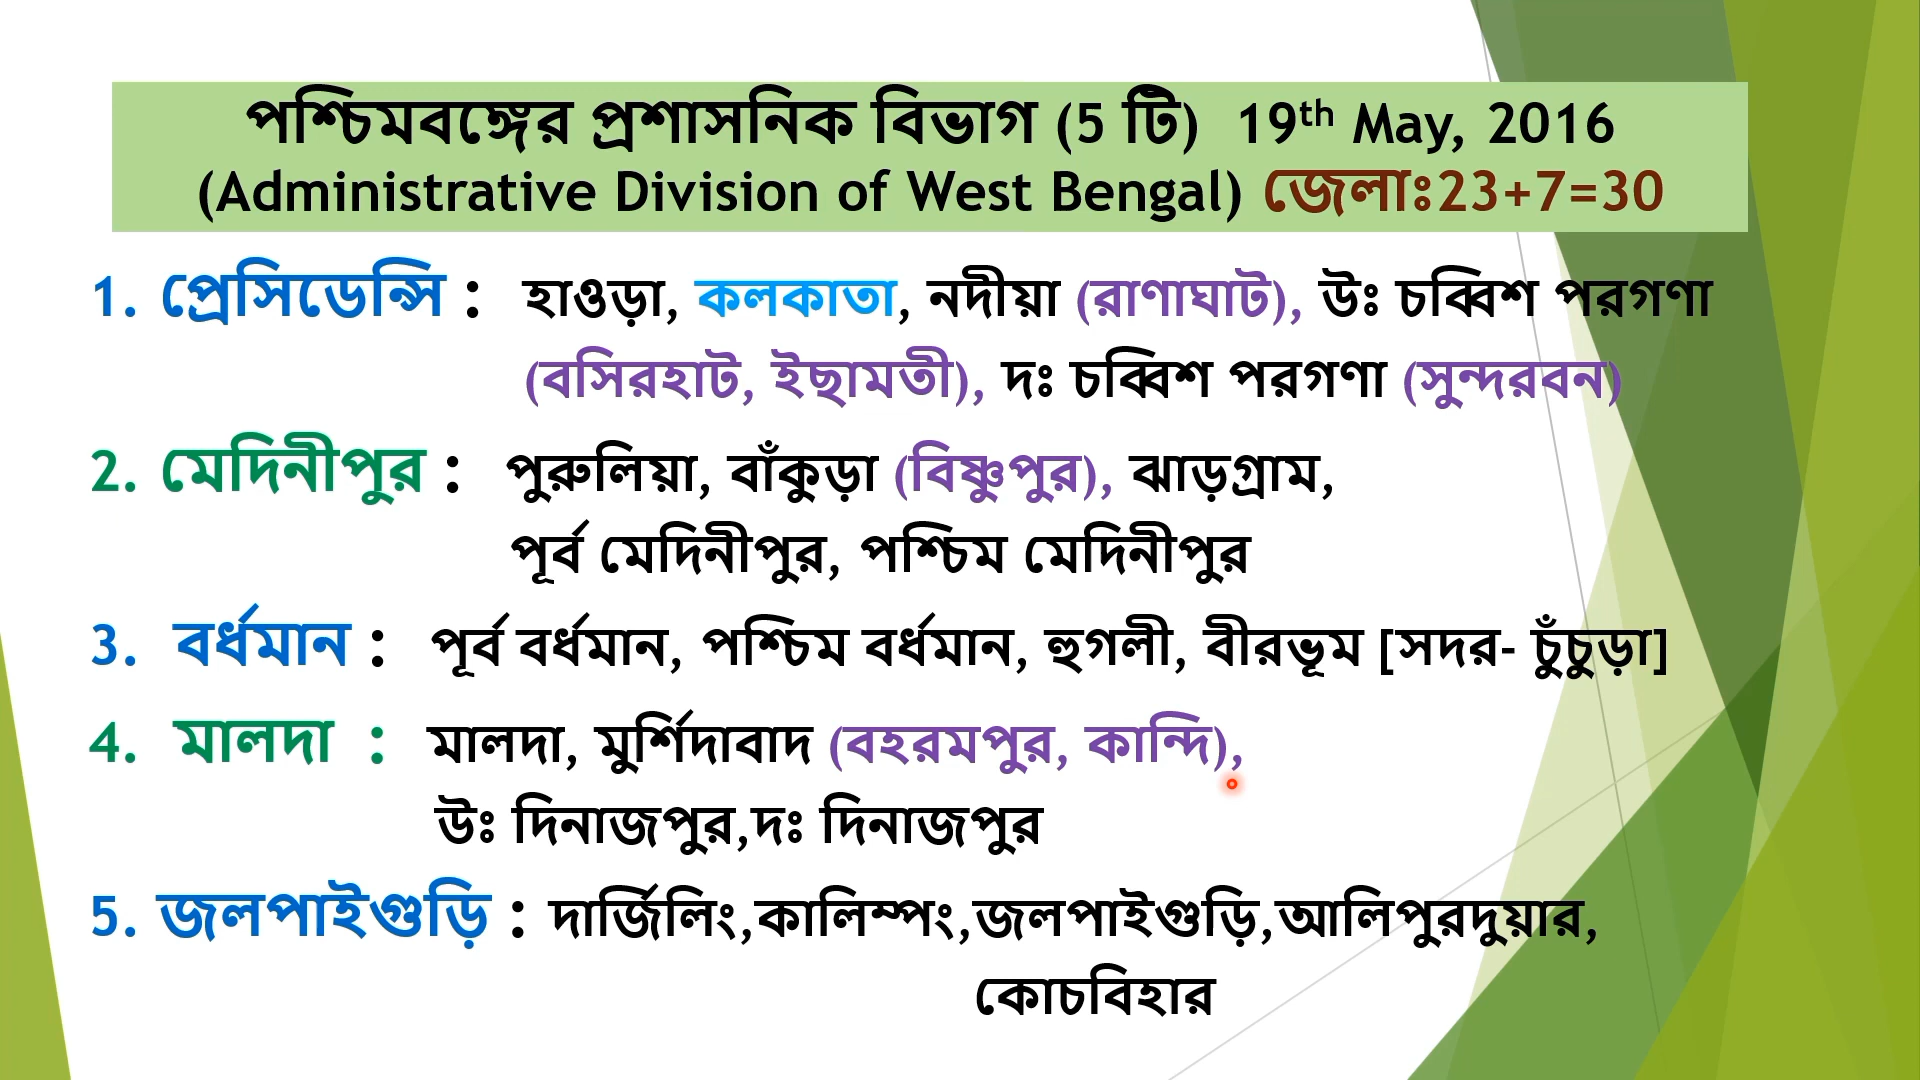 পশ্চিমবঙ্গের প্রশাসনিক বিভাগ (5 টি) 19th May, 2016
(Administrative Division of West Bengal) জেলাঃ23+7=30
1. প্রেসিডেন্সি : হাওড়া, কলকাতা, নদীয়া (রাণাঘাট), উঃ চব্বিশ পরগণা
(বসিরহাট, ইছামতী), দঃ চব্বিশ পরগণা (সুন্দরবন)
2. মেদিনীপুর : পুরুলিয়া, বাঁকুড়া (বিষ্ণুপুর), ঝাড়গ্রাম,
পূর্ব মেদিনীপুর, পশ্চিম মেদিনীপুর
3. বর্ধমান : পূর্ব বর্ধমান, পশ্চিম বর্ধমান, হুগলী, বীরভূম [সদর- চুঁচুড়া]
4. মালদা : মালদা, মুর্শিদাবাদ (বহরমপুর, কান্দি),
উঃ দিনাজপুর,দঃ দিনাজপুর
5. জলপাইগুড়ি : দার্জিলিং,কালিম্পং,জলপাইগুড়ি,আলিপুরদুয়ার,
কোচবিহার